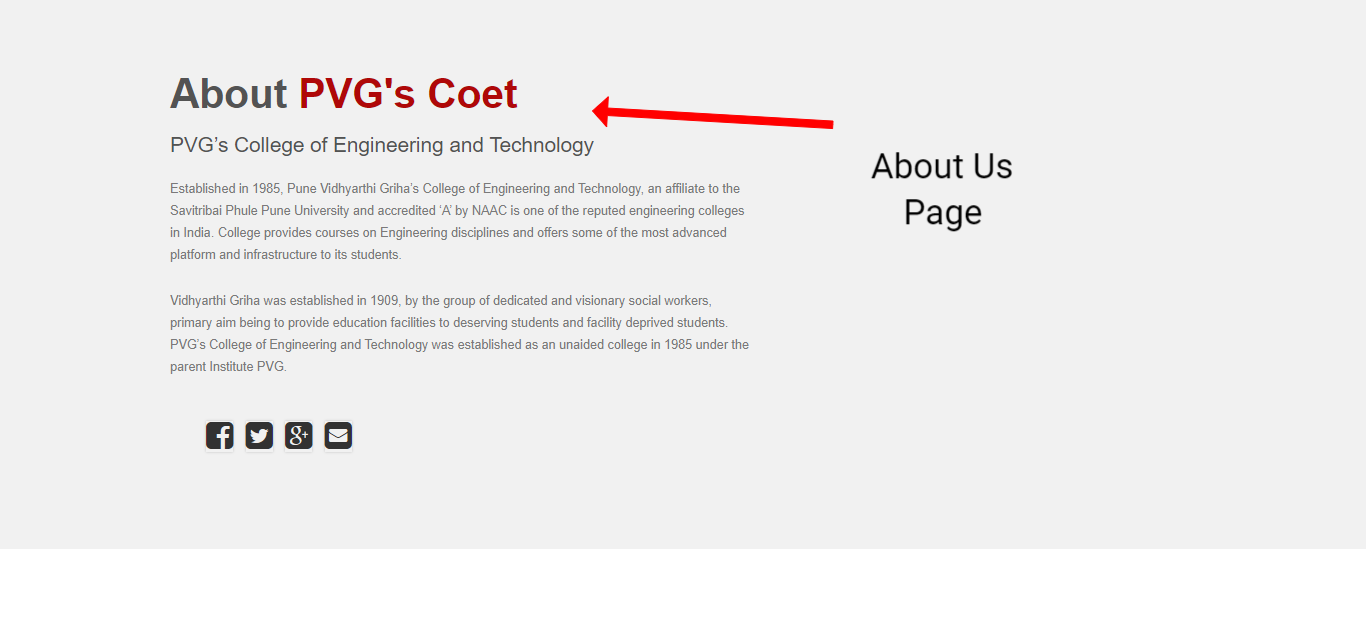 About PVG's Coet
PVG’s College of Engineering and Technology
Established in 1985, Pune Vidhyarthi Griha’s College of Engineering and Technology, an affiliate to the
Savitribai Phule Pune University and accredited ‘A’ by NAAC is one of the reputed engineering colleges
in India. College provides courses on Engineering disciplines and offers some of the most advanced
platform and infrastructure to its students.
Vidhyarthi Griha was established in 1909, by the group of dedicated and visionary social workers,
primary aim being to provide education facilities to deserving students and facility deprived students.
PVG’s College of Engineering and Technology was established as an unaided college in 1985 under the
parent Institute PVG.
About Us
Page